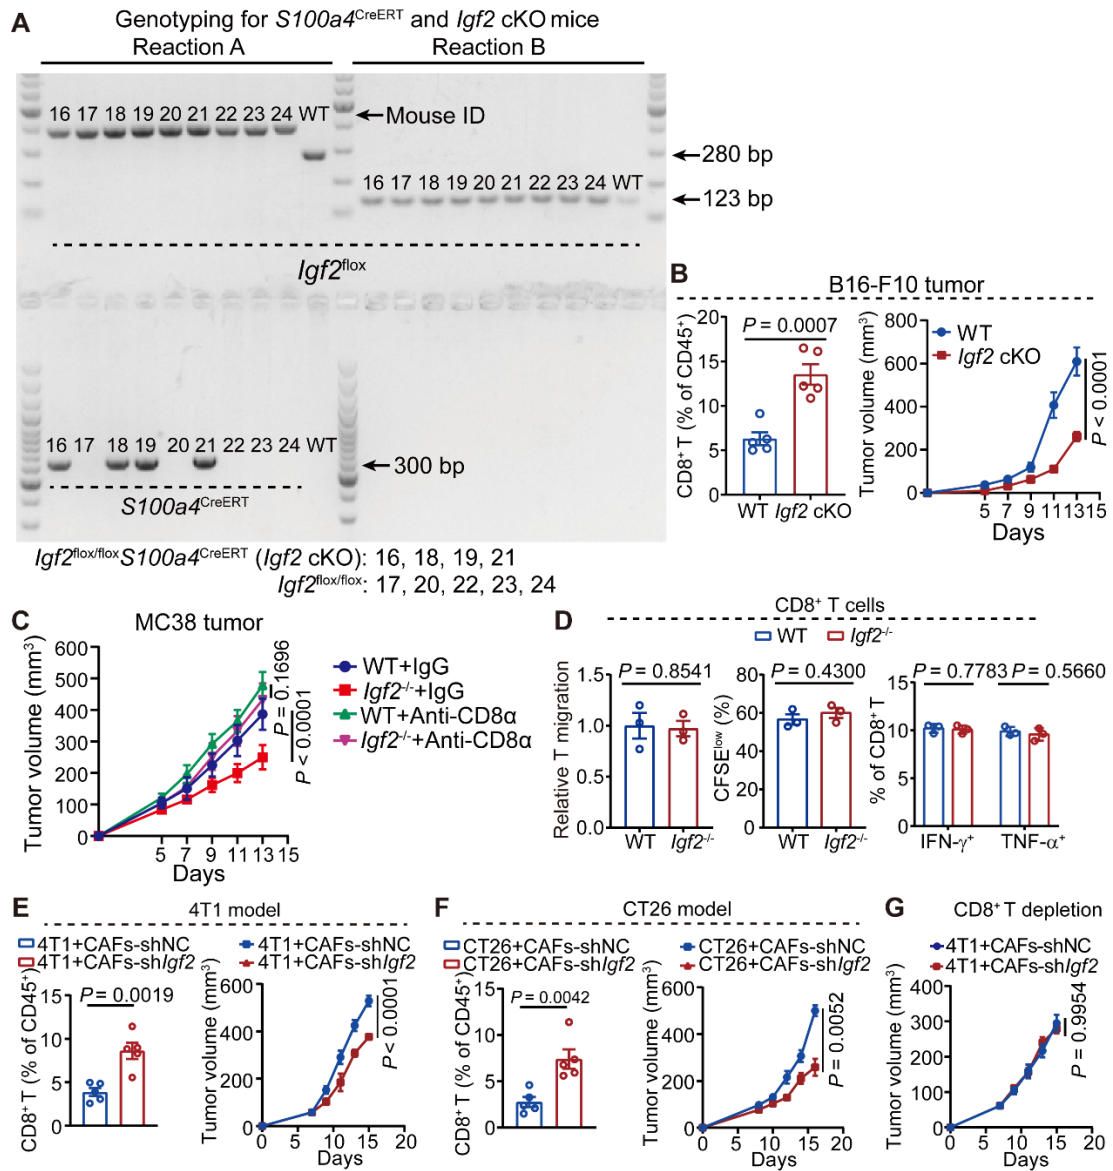 A
Genotyping for S100a4CreERT and Igf2 cKO mice
Reaction A
Reaction B
16 17 18 19 20 21 22 23 24 WT
Mouse ID
280 bp
16 17 18 19 20 21 22 23 24 WT
123 bp
Igf2flox
16 17 18 19 20 21 22 23 24 WT
300 bp
S100a4CreERT
Igf2flox/flox S100a4CreERT (Igf2 cKO): 16, 18, 19, 21
Igf2flox/flox: 17, 20, 22, 23, 24
B
B16-F10 tumor
CD8+ T (% of CD45+)
20
15
10
5
0
P = 0.0007
WT Igf2 cKO
Tumor volume (mm3)
800
600
400
200
0
WT
Igf2 cKO
P < 0.0001
5 7 9 11 13 15
Days
C
MC38 tumor
Tumor volume (mm3)
600
500
400
300
200
100
0
P = 0.1696
P < 0.0001
5 7 9 11 13 15
Days
WT+IgG
Igf2-/-+IgG
WT+Anti-CD8α
Igf2-/-+Anti-CD8α
D
CD8+ T cells
WT Igf2-/-
Relative T migration
1.5
1.0
0.5
0.0
P = 0.8541
WT Igf2-/-
CFSElow (%)
80
60
40
20
0
P = 0.4300
WT Igf2-/-
% of CD8+ T
15
10
5
0
P = 0.7783 P = 0.5660
IFN-γ+ TNF-α+
E
4T1 model
4T1+CAFs-shNC
4T1+CAFs-shIgf2
CD8+ T (% of CD45+)
15
10
5
0
P = 0.0019
4T1+CAFs-shNC
4T1+CAFs-shIgf2
Tumor volume (mm3)
600
400
200
0
P < 0.0001
0 5 10 15 20
Days
F
CT26 model
CT26+CAFs-shNC
CT26+CAFs-shIgf2
CD8+ T (% of CD45+)
15
10
5
0
P = 0.0042
CT26+CAFs-shNC
CT26+CAFs-shIgf2
Tumor volume (mm3)
600
400
200
0
P = 0.0052
0 5 10 15 20
Days
G
CD8+ T depletion
4T1+CAFs-shNC
4T1+CAFs-shIgf2
Tumor volume (mm3)
400
300
200
100
0
P = 0.9954
0 5 10 15 20
Days